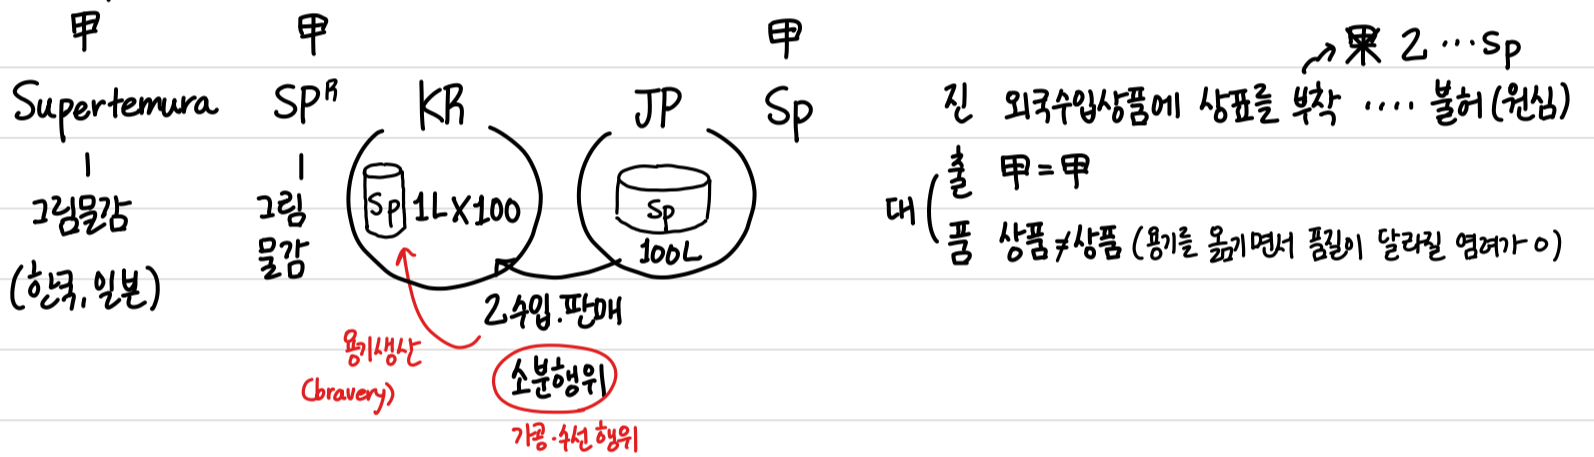 甲 甲 甲
→ 果 乙 … Sp
Supertemura SPᴿ KR JP Sp
진 외국수입상품에 상표를 부착 .... 불허(원심)
그림물감 그림 물감 Sp 1L×100 Sp 100L
대 출 甲=甲
품 상품≠상품 (용기를 옮기면서 품질이 달라질 염려가 o)
(한국, 일본)
乙수입.판매
용기생산
(bravery)
소분행위
가공·수선행위